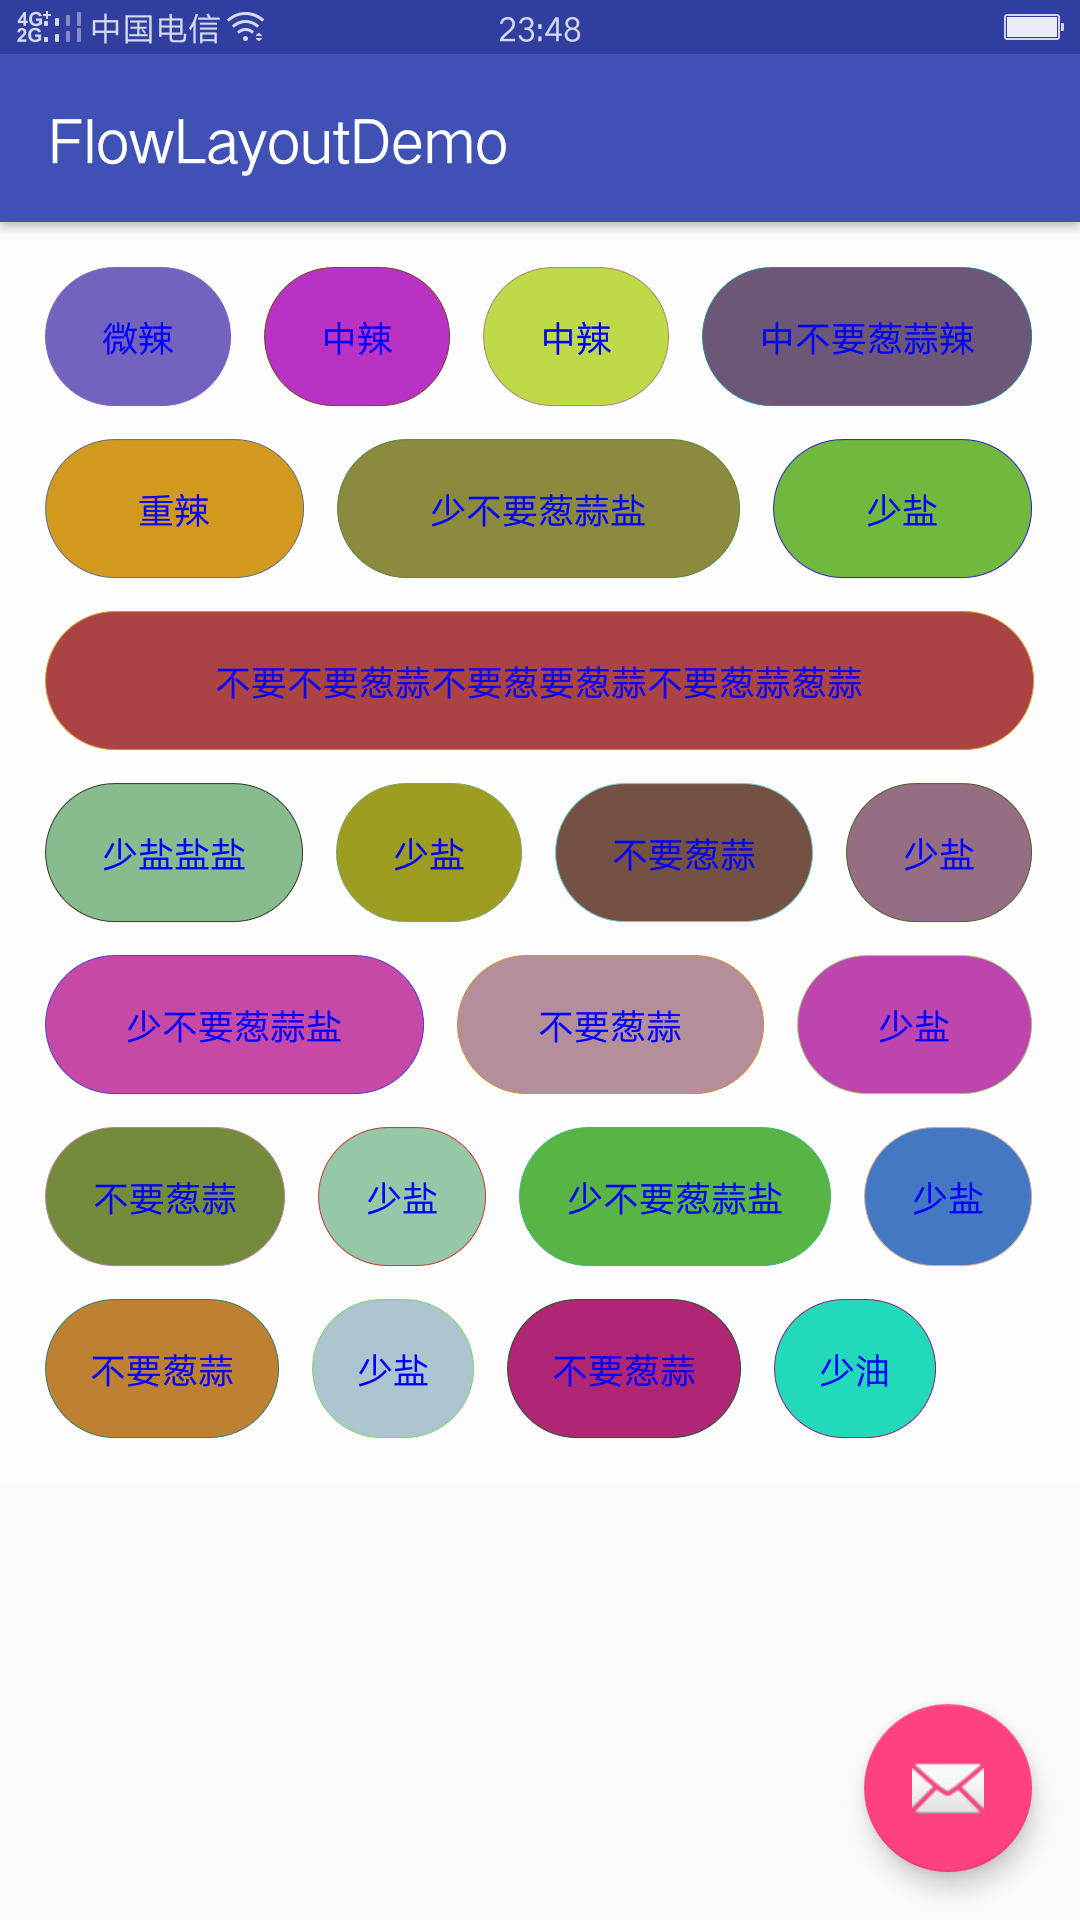 4G+ 2G 中国电信 23:48
FlowLayoutDemo
微辣 中辣 中辣 中不要葱蒜辣
重辣 少不要葱蒜盐 少盐
不要不要葱蒜不要葱要葱蒜不要葱蒜葱蒜
少盐盐盐 少盐 不要葱蒜 少盐
少不要葱蒜盐 不要葱蒜 少盐
不要葱蒜 少盐 少不要葱蒜盐 少盐
不要葱蒜 少盐 不要葱蒜 少油